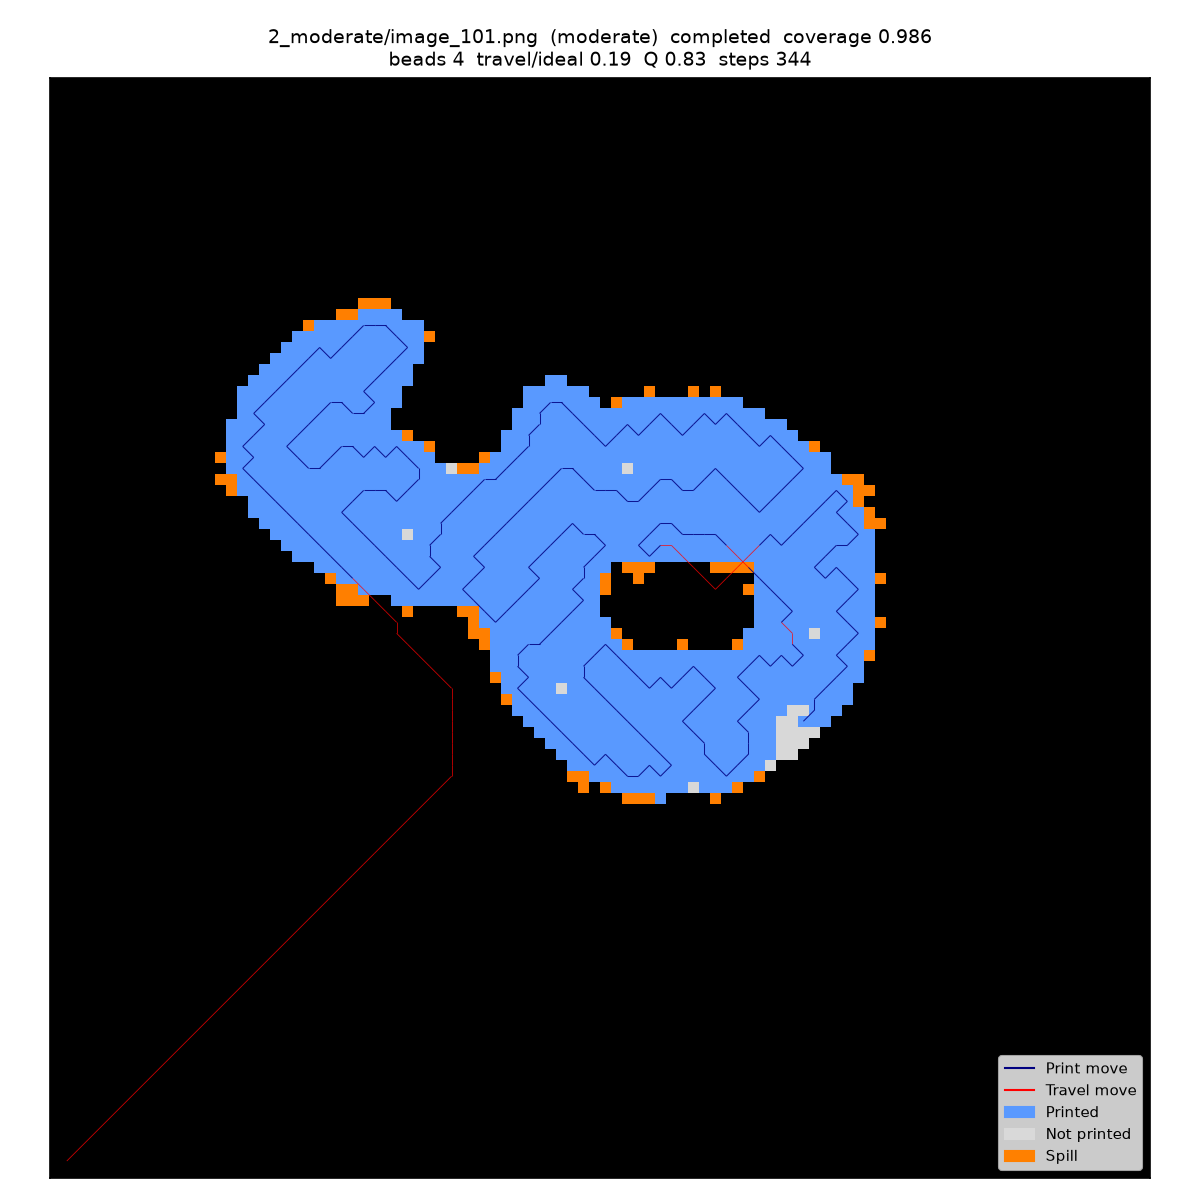 2_moderate/image_101.png  (moderate)  completed  coverage 0.986
beads 4  travel/ideal 0.19  Q 0.83  steps 344
Print move
Travel move
Printed
Not printed
Spill